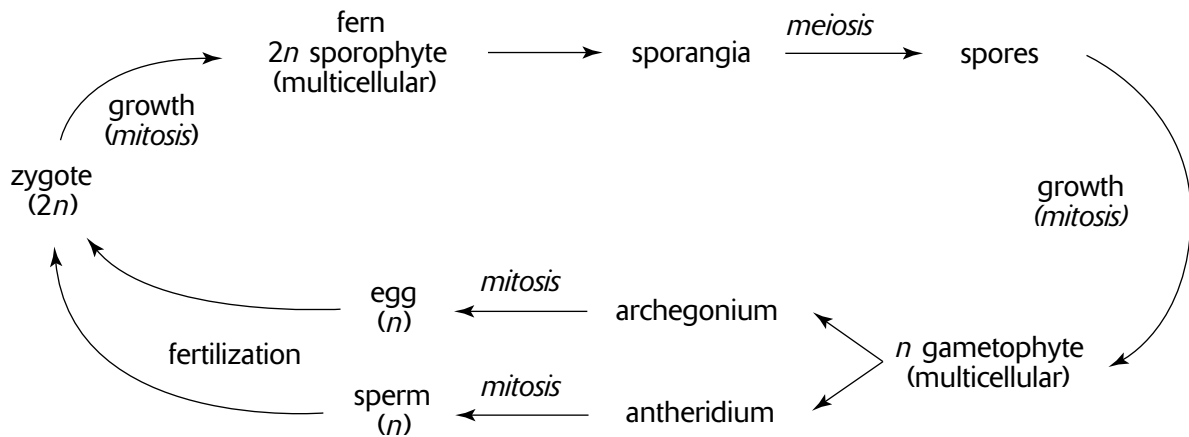 fern
2n sporophyte
(multicellular)
sporangia
meiosis
spores
growth
(mitosis)
zygote
(2n)
growth
(mitosis)
egg
(n)
mitosis
archegonium
fertilization
n gametophyte
(multicellular)
sperm
(n)
mitosis
antheridium